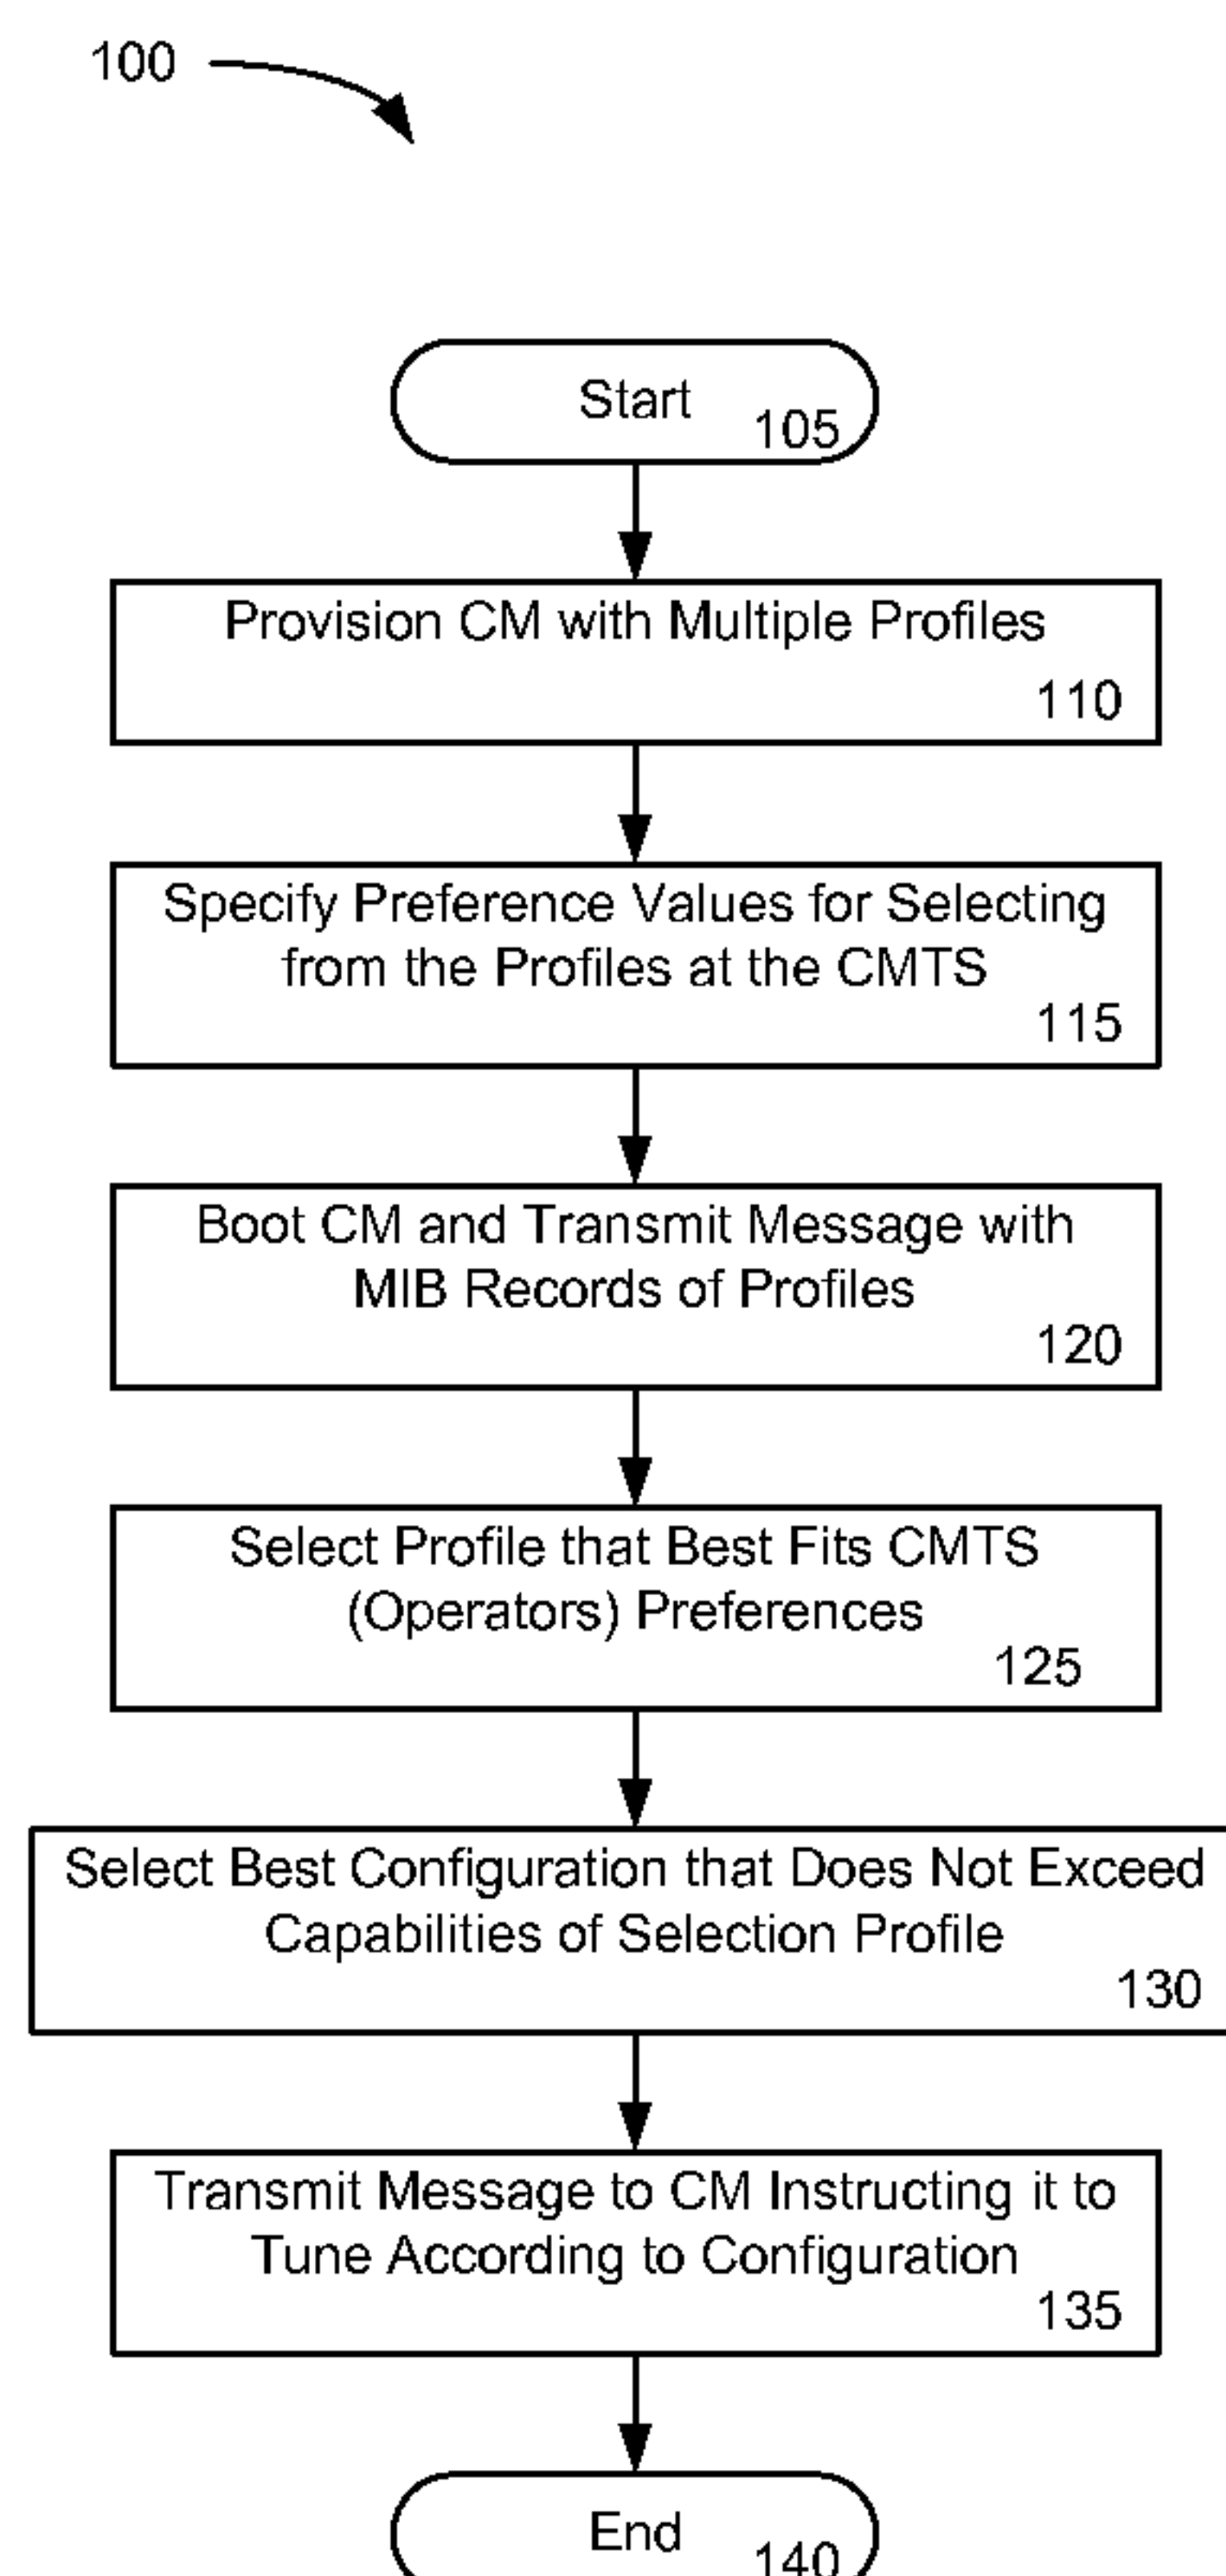 100
Start
105
Provision CM with Multiple Profiles
110
Specify Preference Values for Selecting
from the Profiles at the CMTS
115
Boot CM and Transmit Message with
MIB Records of Profiles
120
Select Profile that Best Fits CMTS
(Operators) Preferences
125
Select Best Configuration that Does Not Exceed
Capabilities of Selection Profile
130
Transmit Message to CM Instructing it to
Tune According to Configuration
135
End
140